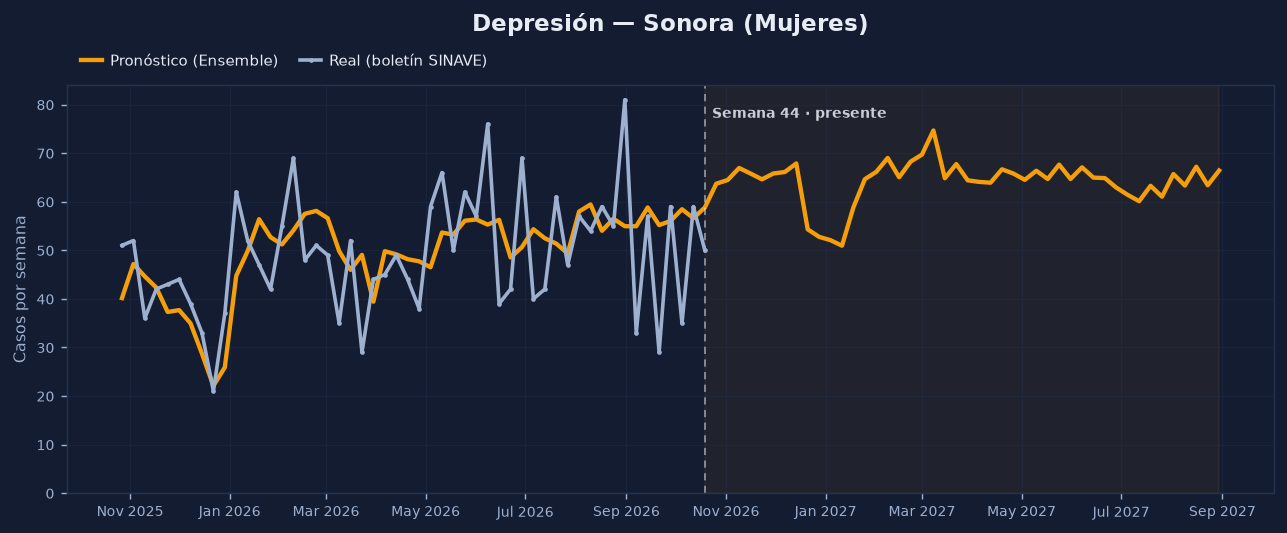 Depresión — Sonora (Mujeres)
Pronóstico (Ensemble)
Real (boletín SINAVE)
Semana 44 · presente
Casos por semana
80
70
60
50
40
30
20
10
0
Nov 2025
Jan 2026
Mar 2026
May 2026
Jul 2026
Sep 2026
Nov 2026
Jan 2027
Mar 2027
May 2027
Jul 2027
Sep 2027